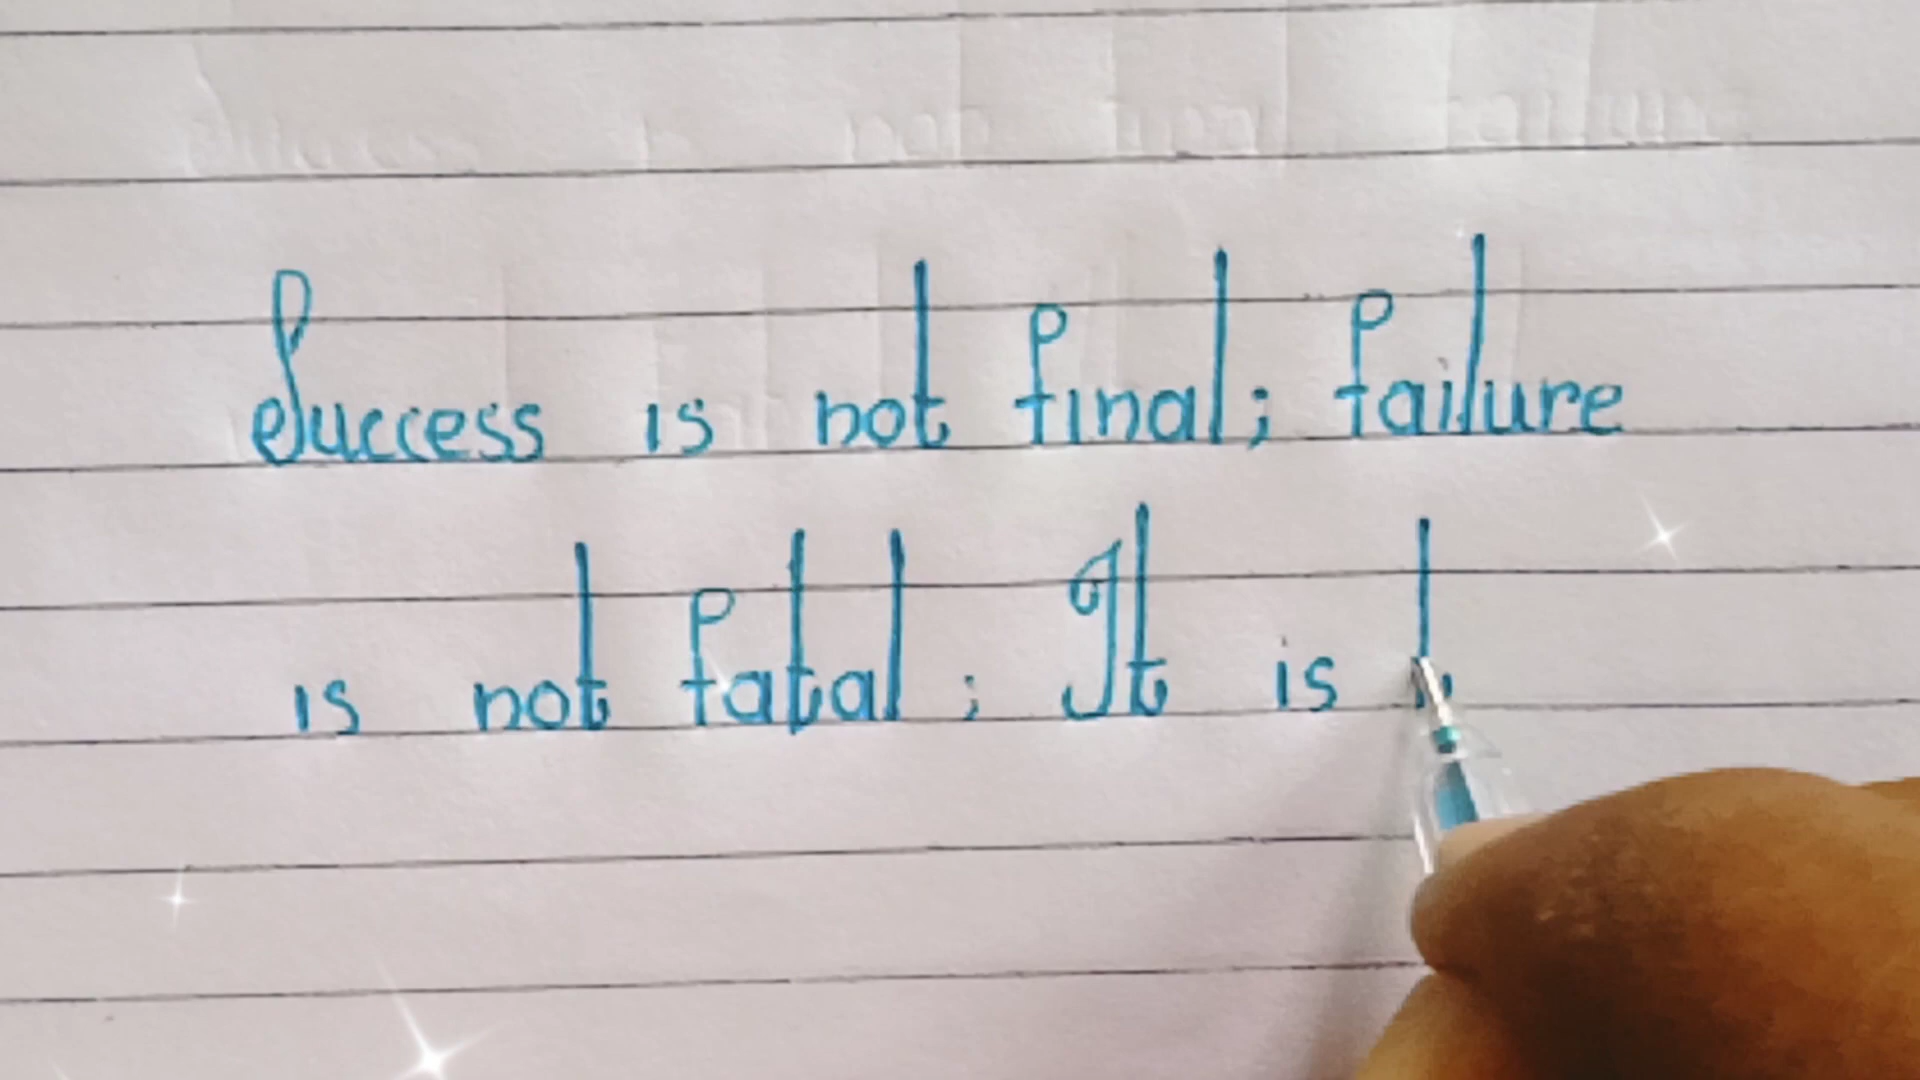 Success is not final; failure
is not fatal; It is